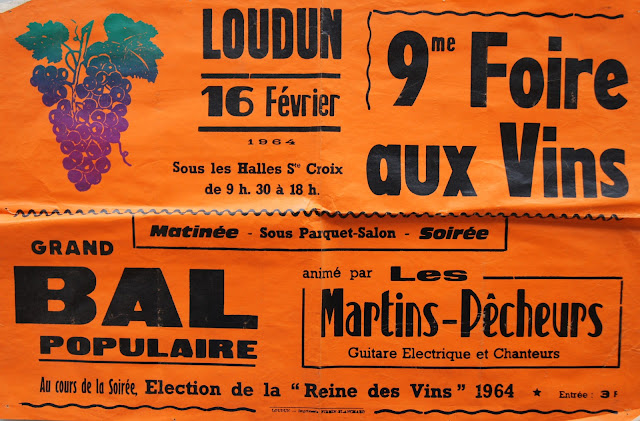 LOUDUN
16 Février
1964
Sous les Halles Ste Croix
de 9 h. 30 à 18 h.
9me Foire
aux Vins
Matinée - Sous Parquet-Salon - Soirée
GRAND
BAL
POPULAIRE
animé par Les
Martins-Pêcheurs
Guitare Electrique et Chanteurs
Au cours de la Soirée, Election de la "Reine des Vins" 1964 ★ Entrée : 3 F
LOUDUN -